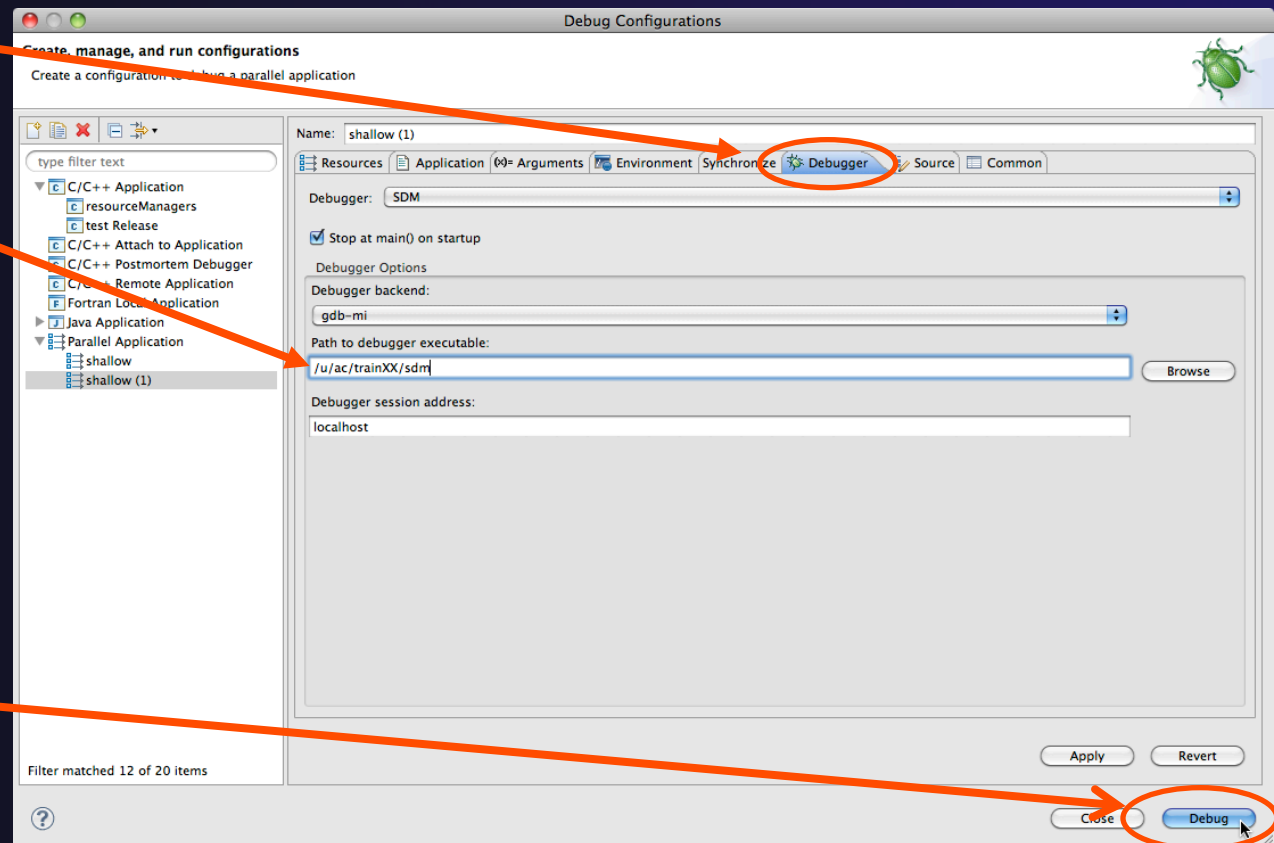 Debug Configurations
Create, manage, and run configurations
Create a configuration to debug a parallel application
type filter text
C/C++ Application
resourceManagers
test Release
C/C++ Attach to Application
C/C++ Postmortem Debugger
C/C++ Remote Application
Fortran Local Application
Java Application
Parallel Application
shallow
shallow (1)
Filter matched 12 of 20 items
Name: shallow (1)
Resources Application (x)= Arguments Environment Synchronize Debugger Source Common
Debugger: SDM
Stop at main() on startup
Debugger Options
Debugger backend:
gdb-mi
Path to debugger executable:
/u/ac/trainXX/sdm
Browse
Debugger session address:
localhost
Apply Revert
? Close Debug